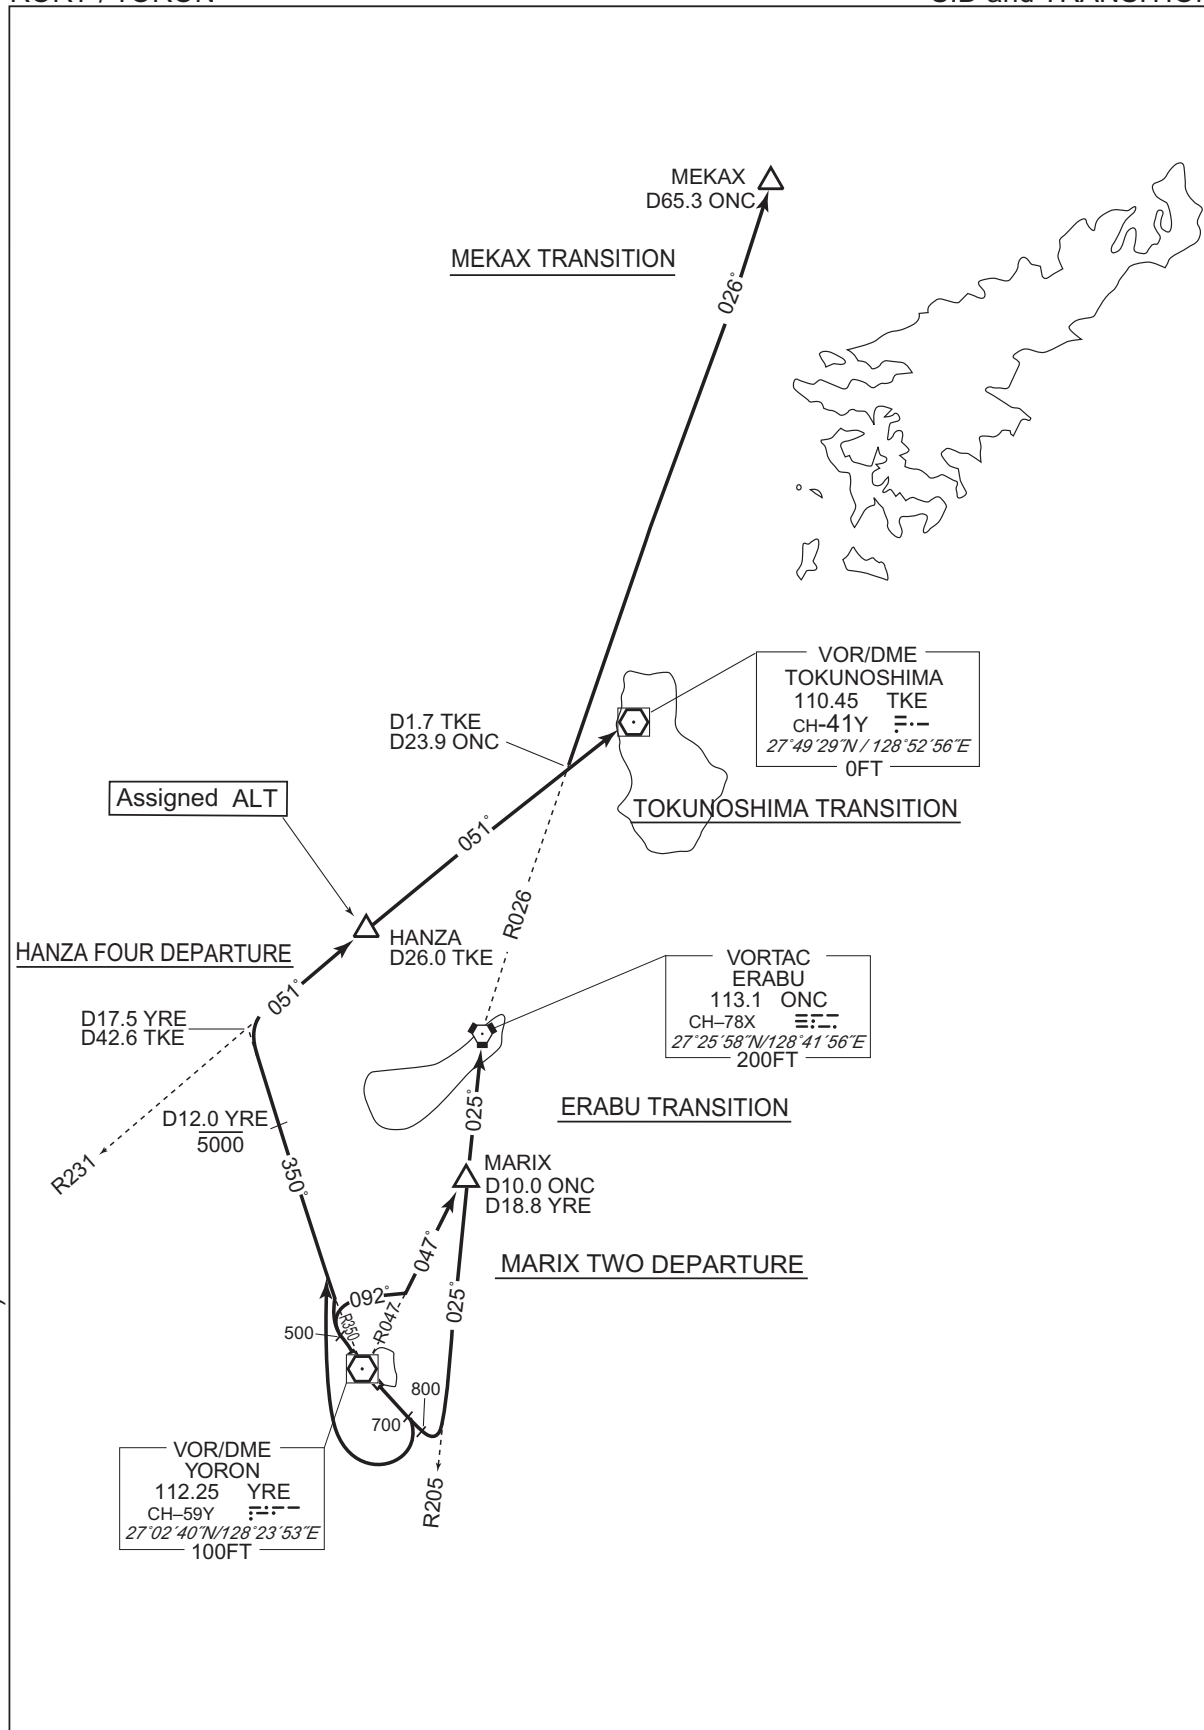 MEKAX
D65.3 ONC
MEKAX TRANSITION
026°
VOR/DME
TOKUNOSHIMA
110.45 TKE
CH-41Y
27°49´29˝N / 128°52´56˝E
0FT
D1.7 TKE
D23.9 ONC
Assigned ALT
TOKUNOSHIMA TRANSITION
051°
R026
HANZA
D26.0 TKE
HANZA FOUR DEPARTURE
VORTAC
ERABU
113.1 ONC
CH–78X
27°25´58˝N/128°41´56˝E
200FT
051°
D17.5 YRE
D42.6 TKE
ERABU TRANSITION
025°
D12.0 YRE
5000
R231
350°
MARIX
D10.0 ONC
D18.8 YRE
047°
MARIX TWO DEPARTURE
092°
025°
R350
R047
500
800
700
VOR/DME
YORON
112.25 YRE
CH–59Y
27°02´40˝N/128°23´53˝E
100FT
R205